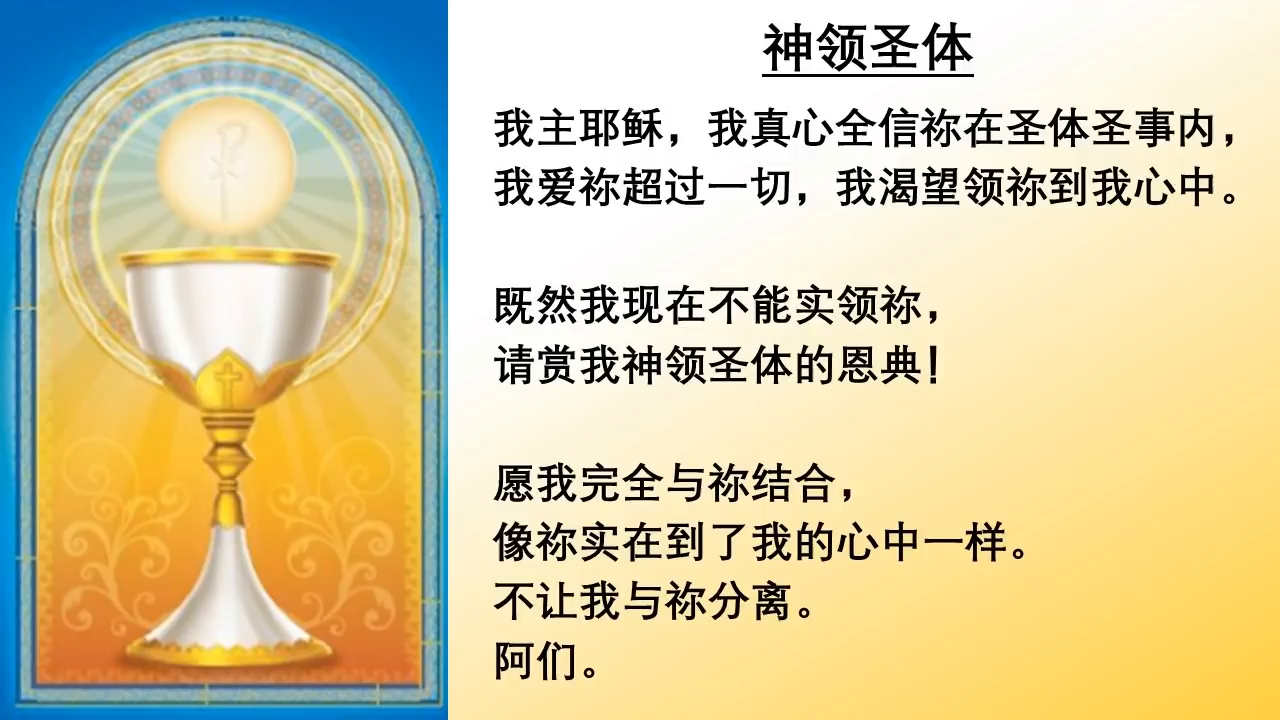 神领圣体
我主耶稣，我真心全信祢在圣体圣事内，
我爱祢超过一切，我渴望领祢到我心中。
既然我现在不能实领祢，
请赏我神领圣体的恩典！
愿我完全与祢结合，
像祢实在到了我的心中一样。
不让我与祢分离。
阿们。